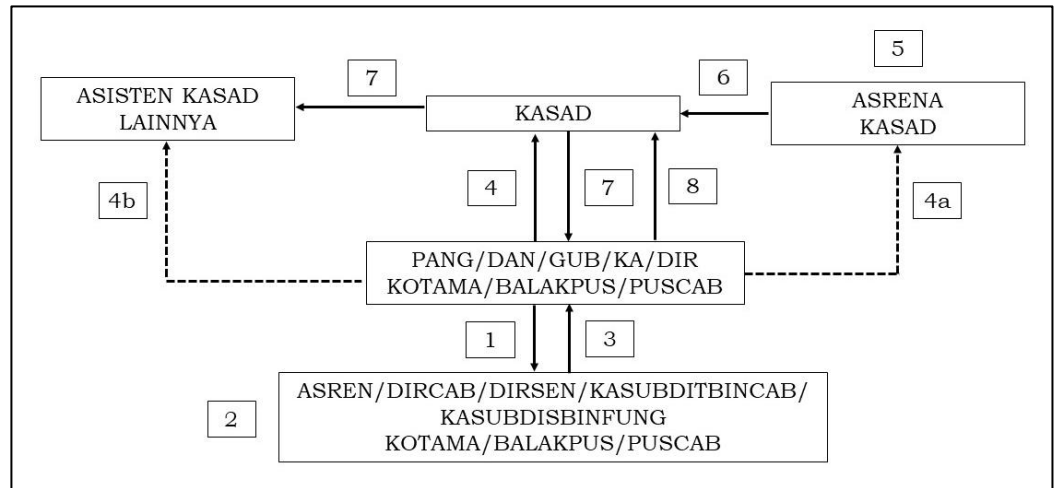 5
7
6
ASISTEN KASAD
LAINNYA
KASAD
ASRENA
KASAD
4b
4
7
8
4a
PANG/DAN/GUB/KA/DIR
KOTAMA/BALAKPUS/PUSCAB
1
3
2
ASREN/DIRCAB/DIRSEN/KASUBDITBINCAB/
KASUBDISBINFUNG
KOTAMA/BALAKPUS/PUSCAB